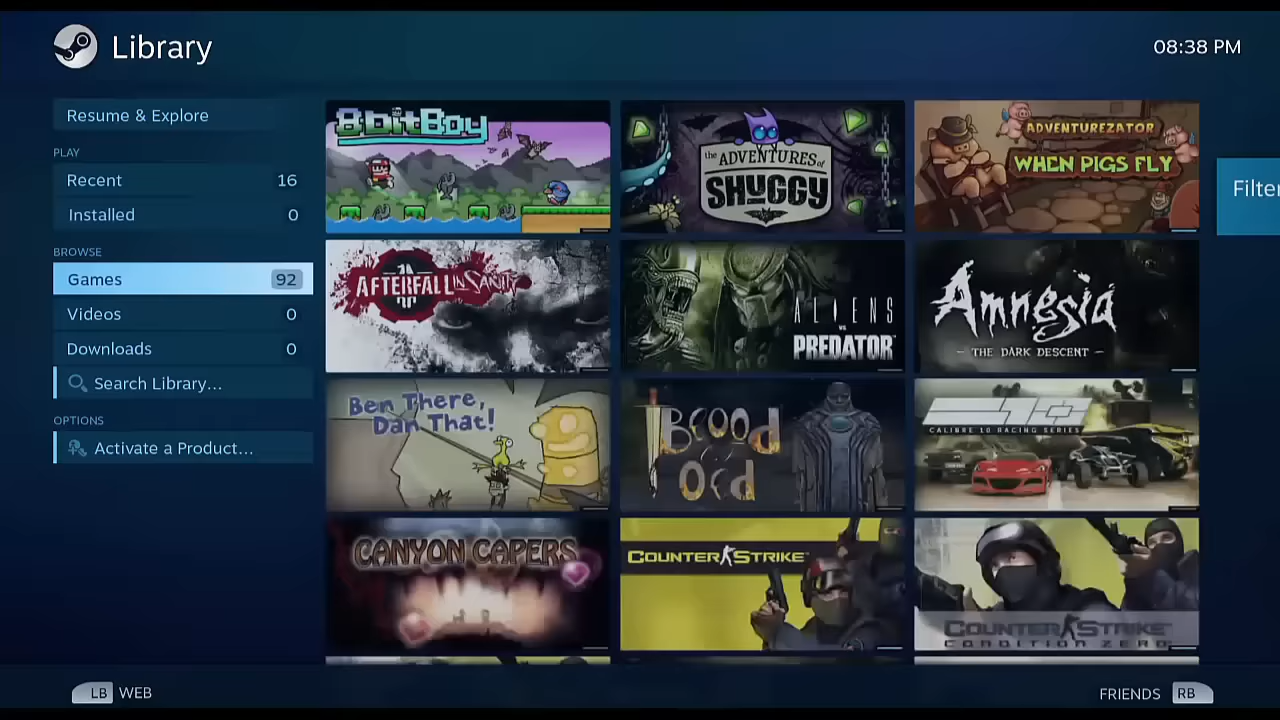 Library
08:38 PM
Resume & Explore
PLAY
Recent 16
Installed 0
BROWSE
Games 92
Videos 0
Downloads 0
Search Library...
OPTIONS
Activate a Product...
8bitBoy
the ADVENTURES of
SHUGGY
ADVENTUREZATOR
WHEN PIGS FLY
Filte
AFTERFALL INSANITY
ALIENS
vs
PREDATOR
Amnesia
- THE DARK DESCENT -
Ben There,
Dan That!
CALIBRE 10 RACING SERIES
CANYON CAPERS
COUNTER STRIKE
COUNTER STRIKE
CONDITION ZERO
LB WEB
FRIENDS RB